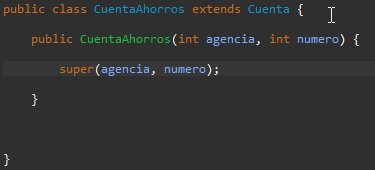 public class CuentaAhorros extends Cuenta {
public CuentaAhorros(int agencia, int numero) {
super(agencia, numero);
}
}